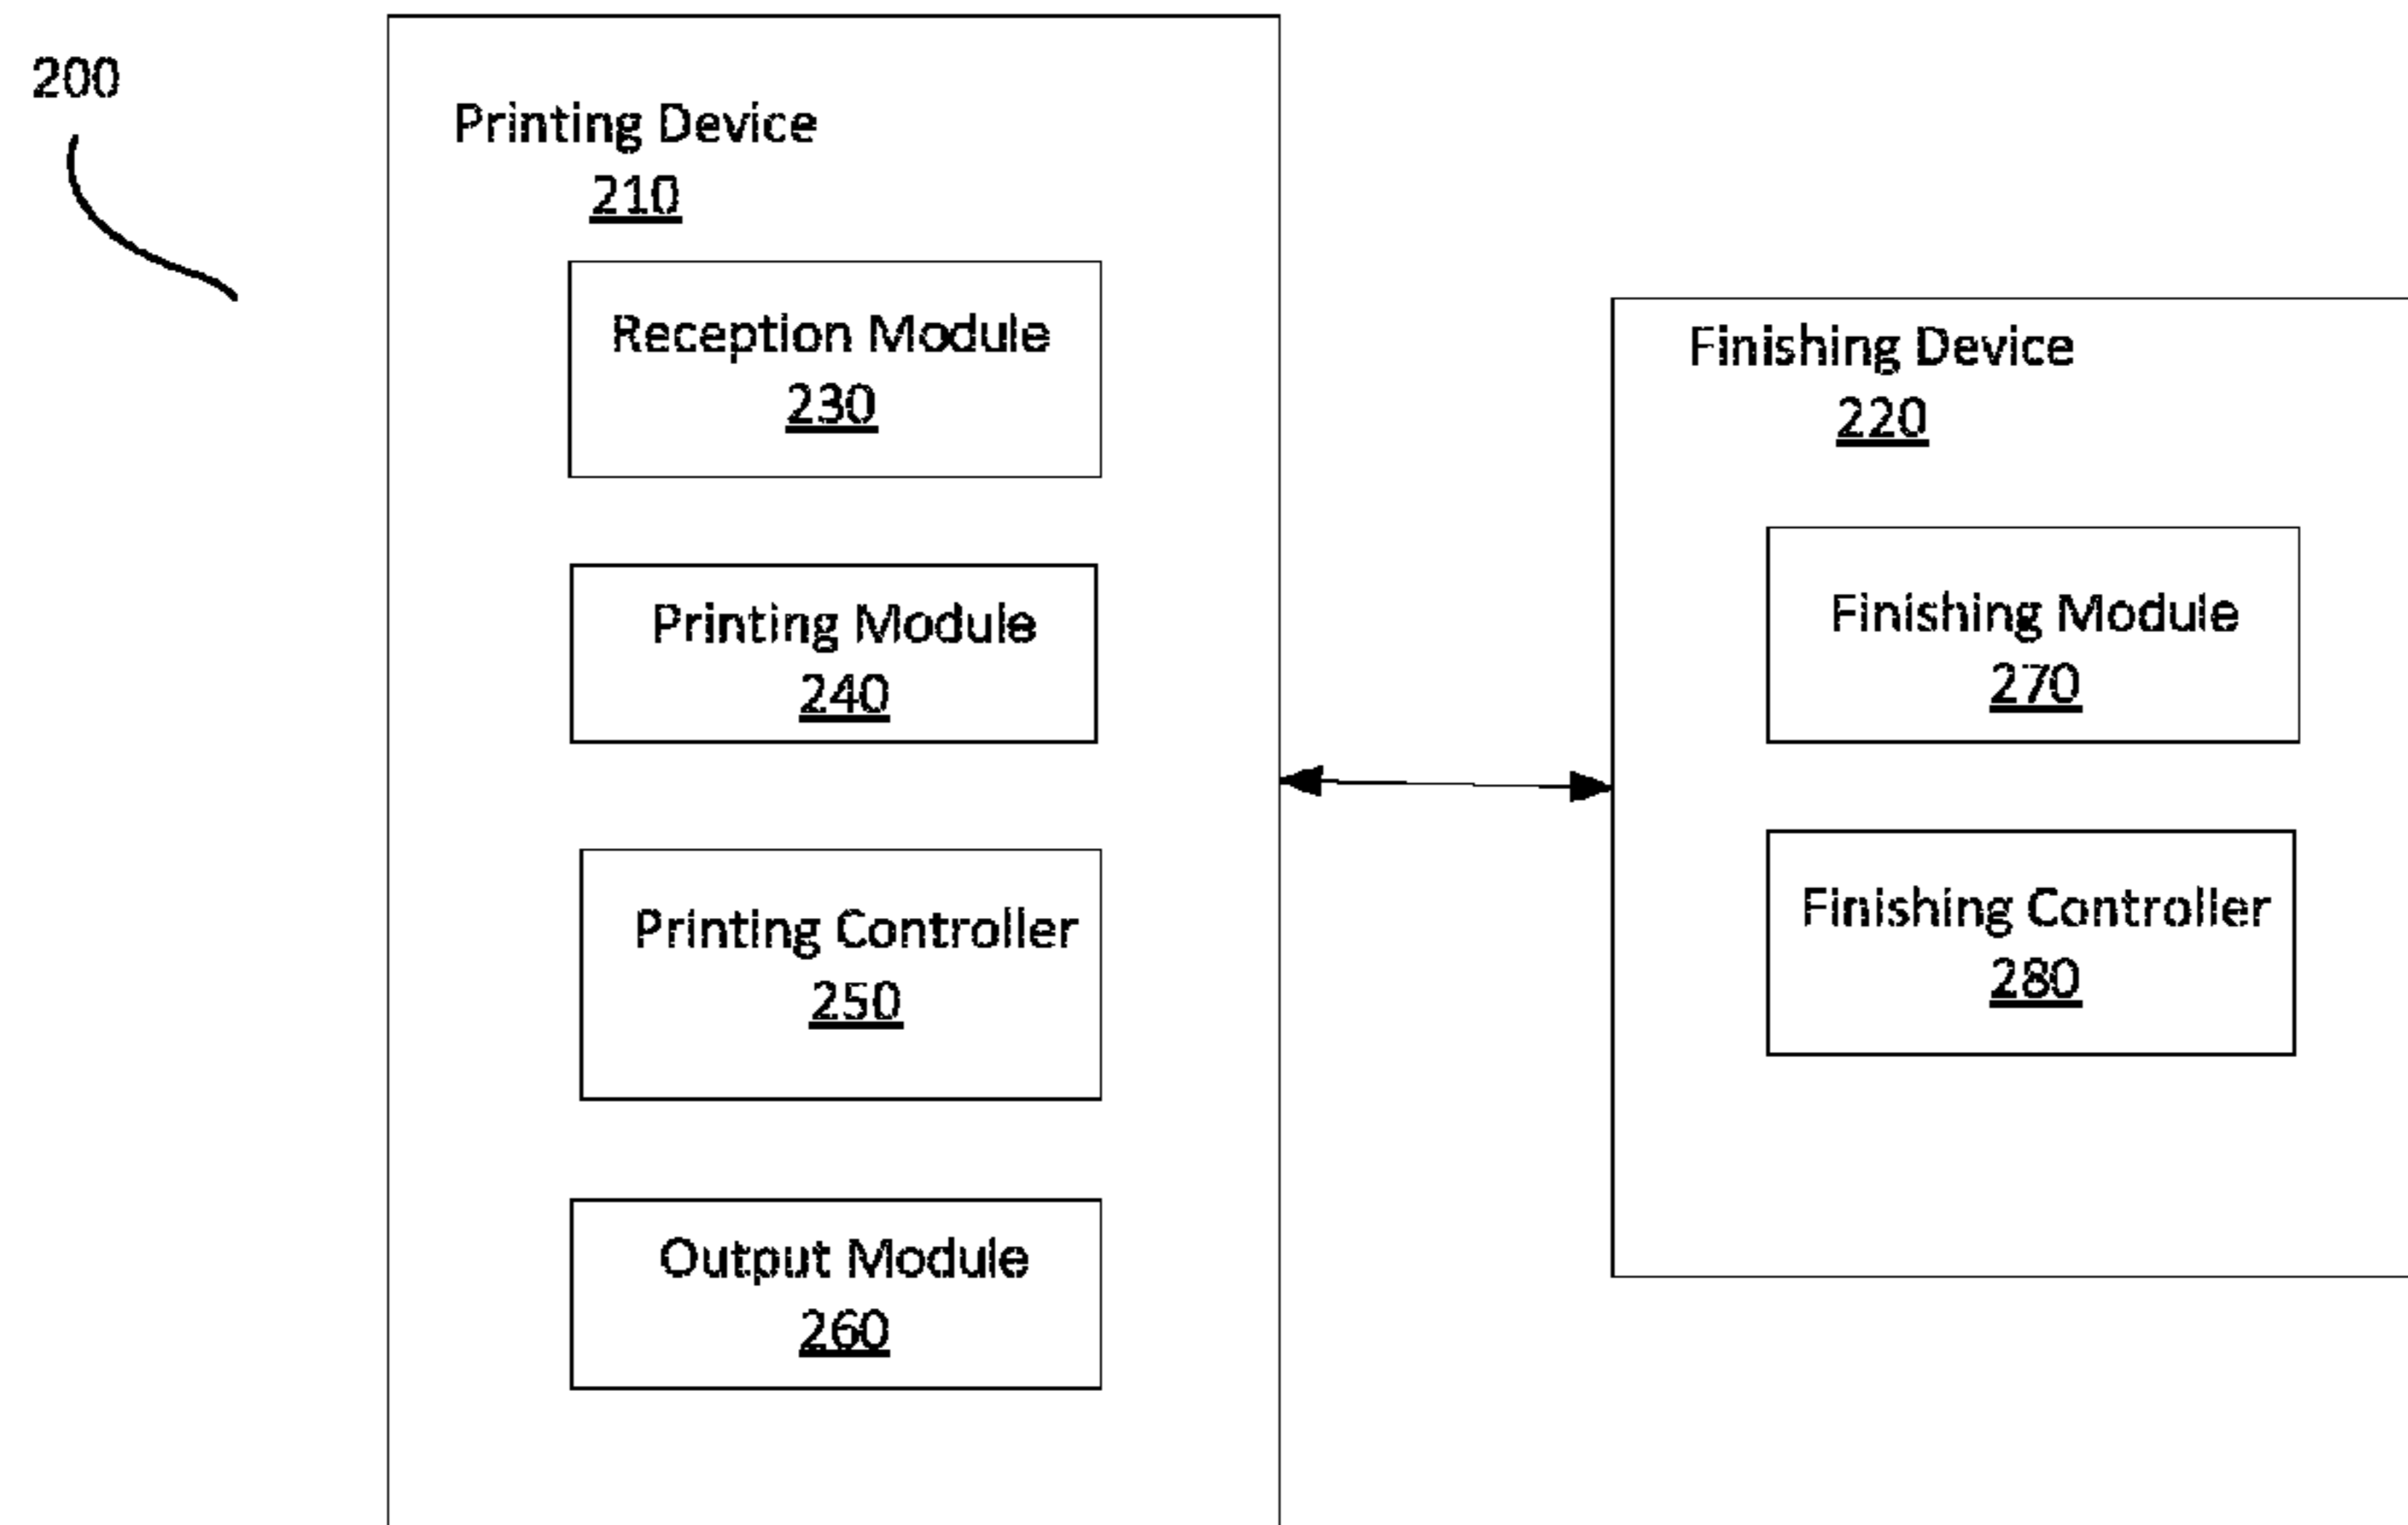 200
Printing Device
210
Reception Module
230
Printing Module
240
Printing Controller
250
Output Module
260
Finishing Device
220
Finishing Module
270
Finishing Controller
280